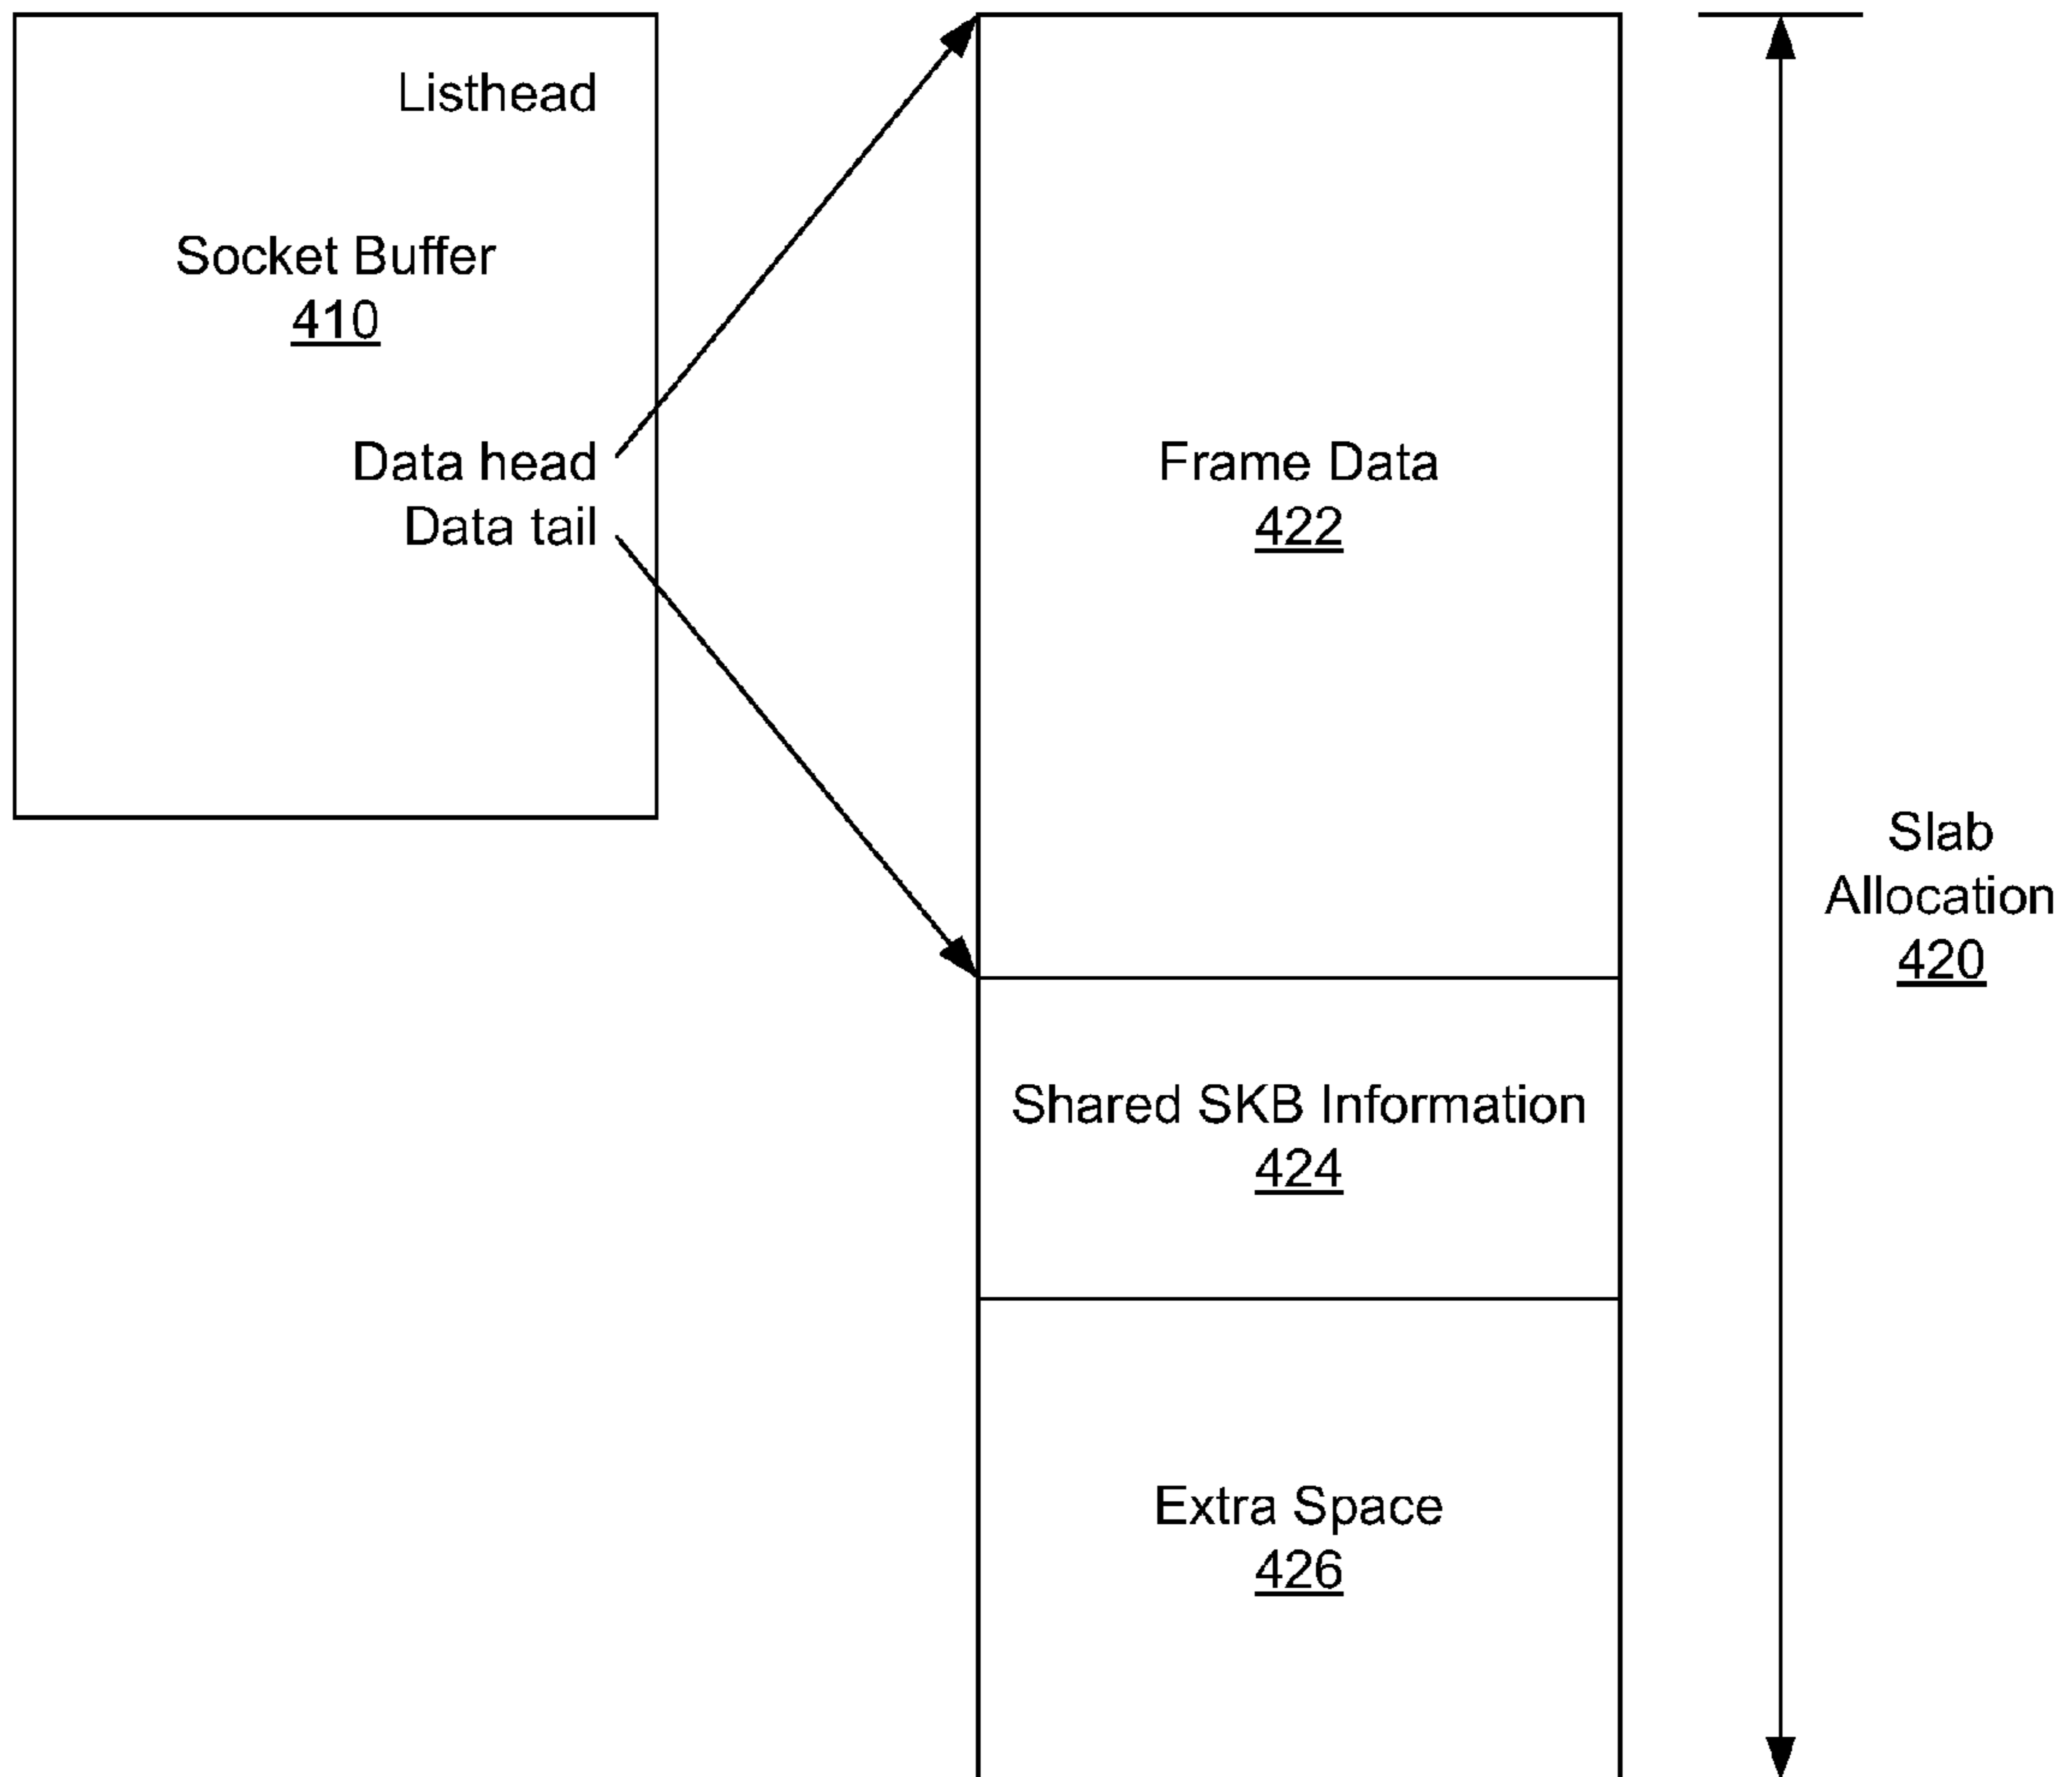 Listhead
Socket Buffer
410
Data head
Data tail
Frame Data
422
Shared SKB Information
424
Extra Space
426
Slab
Allocation
420